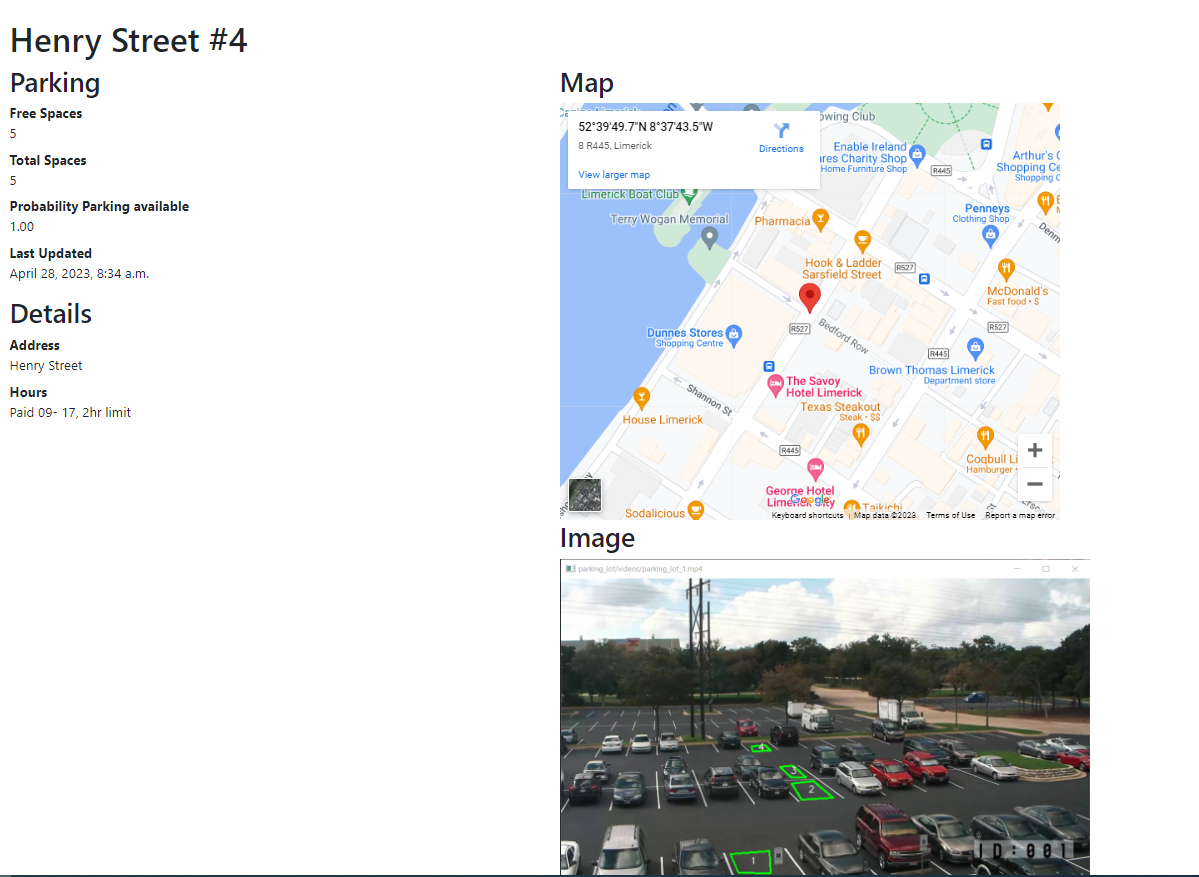 Henry Street #4
Parking
Free Spaces
5
Total Spaces
5
Probability Parking available
1.00
Last Updated
April 28, 2023, 8:34 a.m.
Details
Address
Henry Street
Hours
Paid 09- 17, 2hr limit
Map
52°39'49.7"N 8°37'43.5"W
8 R445, Limerick
Directions
View larger map
owing Club
Enable Ireland
res Charity Shop
Home Furniture Shop
R445
Arthur's
Shopping Ce
Shopping C
Limerick Boat Club
Terry Wogan Memorial
Pharmacia
Penneys
Clothing Shop
Denm
Hook & Ladder
Sarsfield Street
R527
McDonald's
Fast food • $
Dunnes Stores
Shopping Centre
R527
Bedford Row
R527
R445
Brown Thomas Limerick
Department store
The Savoy
Hotel Limerick
Shannon St
Texas Steakout
Steak • $$
House Limerick
R445
Coqbull Li
Hamburger •
George Hotel
Limerick City
Google
Sodalicious
Taikichi
Keyboard shortcuts
Map data ©2023
Terms of Use
Report a map error
Image
parking_lot/videos/parking_lot_1.mp4
4
3
2
1
ID:001